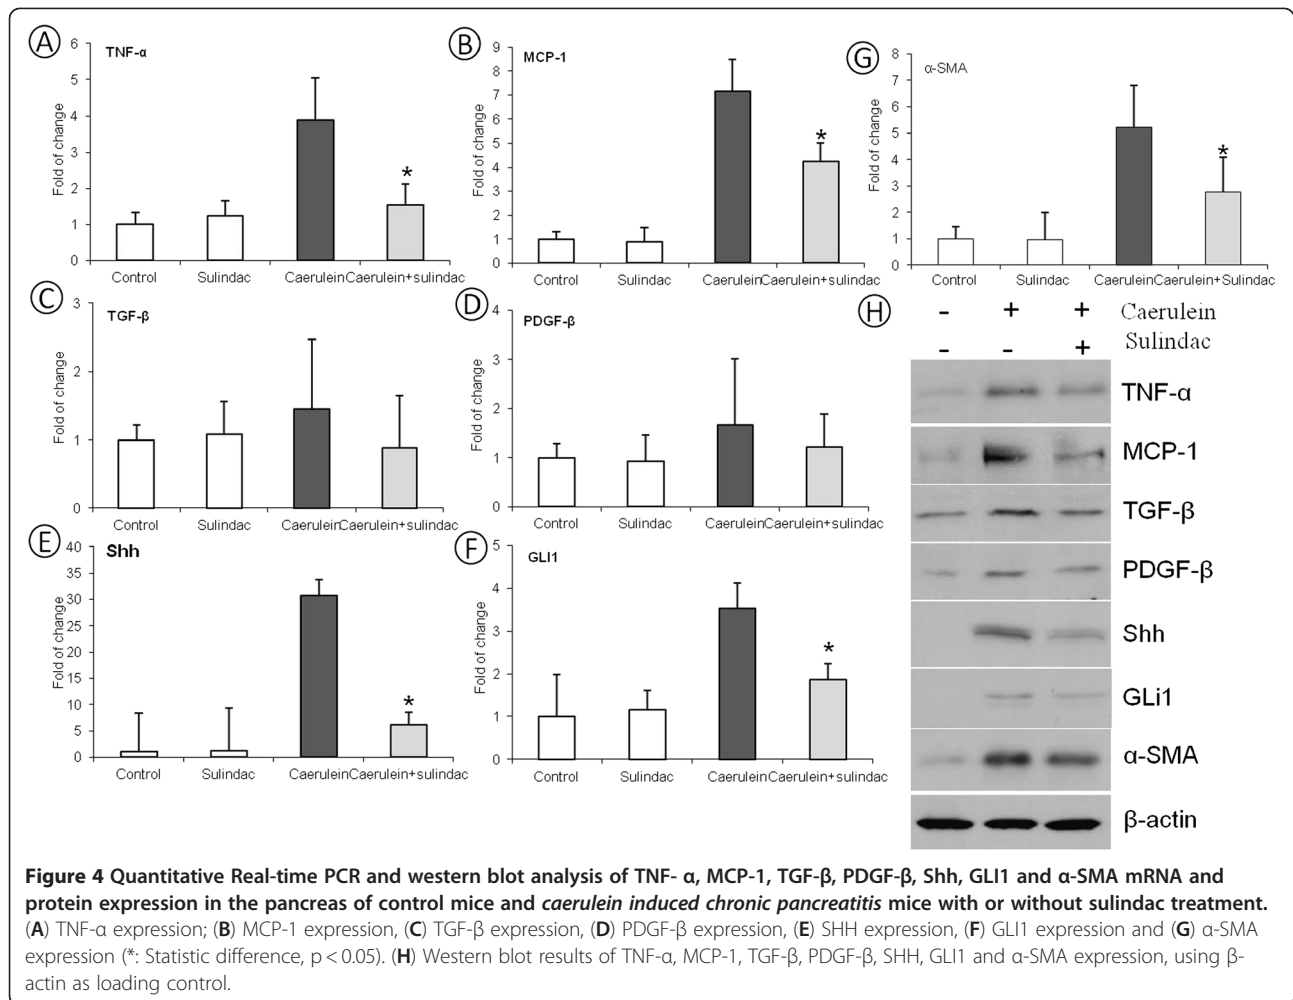 A
TNF-α
Fold of change
6
5
4
3
2
1
0
Control Sulindac Caerulein Caerulein+sulindac
B
MCP-1
Fold of change
9
8
7
6
5
4
3
2
1
0
Control Sulindac Caerulein Caerulein+sulindac
G
α-SMA
Fold of change
8
7
6
5
4
3
2
1
0
Control Sulindac Caerulein Caerulein+Sulindac
C
TGF-β
Fold of change
3
2
1
0
Control Sulindac Caerulein Caerulein+sulindac
D
PDGF-β
Fold of change
4
3
2
1
0
Control Sulindac Caerulein Caerulein+sulindac
E
Shh
Fold of change
40
35
30
25
20
15
10
5
0
Control Sulindac Caerulein Caerulein+sulindac
F
GLI1
Fold of change
5
4
3
2
1
0
Control Sulindac Caerulein Caerulein+sulindac
*
*
*
*
*
H
- + + Caerulein
- - + Sulindac
TNF-α
MCP-1
TGF-β
PDGF-β
Shh
GLi1
α-SMA
β-actin
Figure 4 Quantitative Real-time PCR and western blot analysis of TNF- α, MCP-1, TGF-β, PDGF-β, Shh, GLI1 and α-SMA mRNA and
protein expression in the pancreas of control mice and caerulein induced chronic pancreatitis mice with or without sulindac treatment.
(A) TNF-α expression; (B) MCP-1 expression, (C) TGF-β expression, (D) PDGF-β expression, (E) SHH expression, (F) GLI1 expression and (G) α-SMA
expression (*: Statistic difference, p < 0.05). (H) Western blot results of TNF-α, MCP-1, TGF-β, PDGF-β, SHH, GLI1 and α-SMA expression, using β-
actin as loading control.